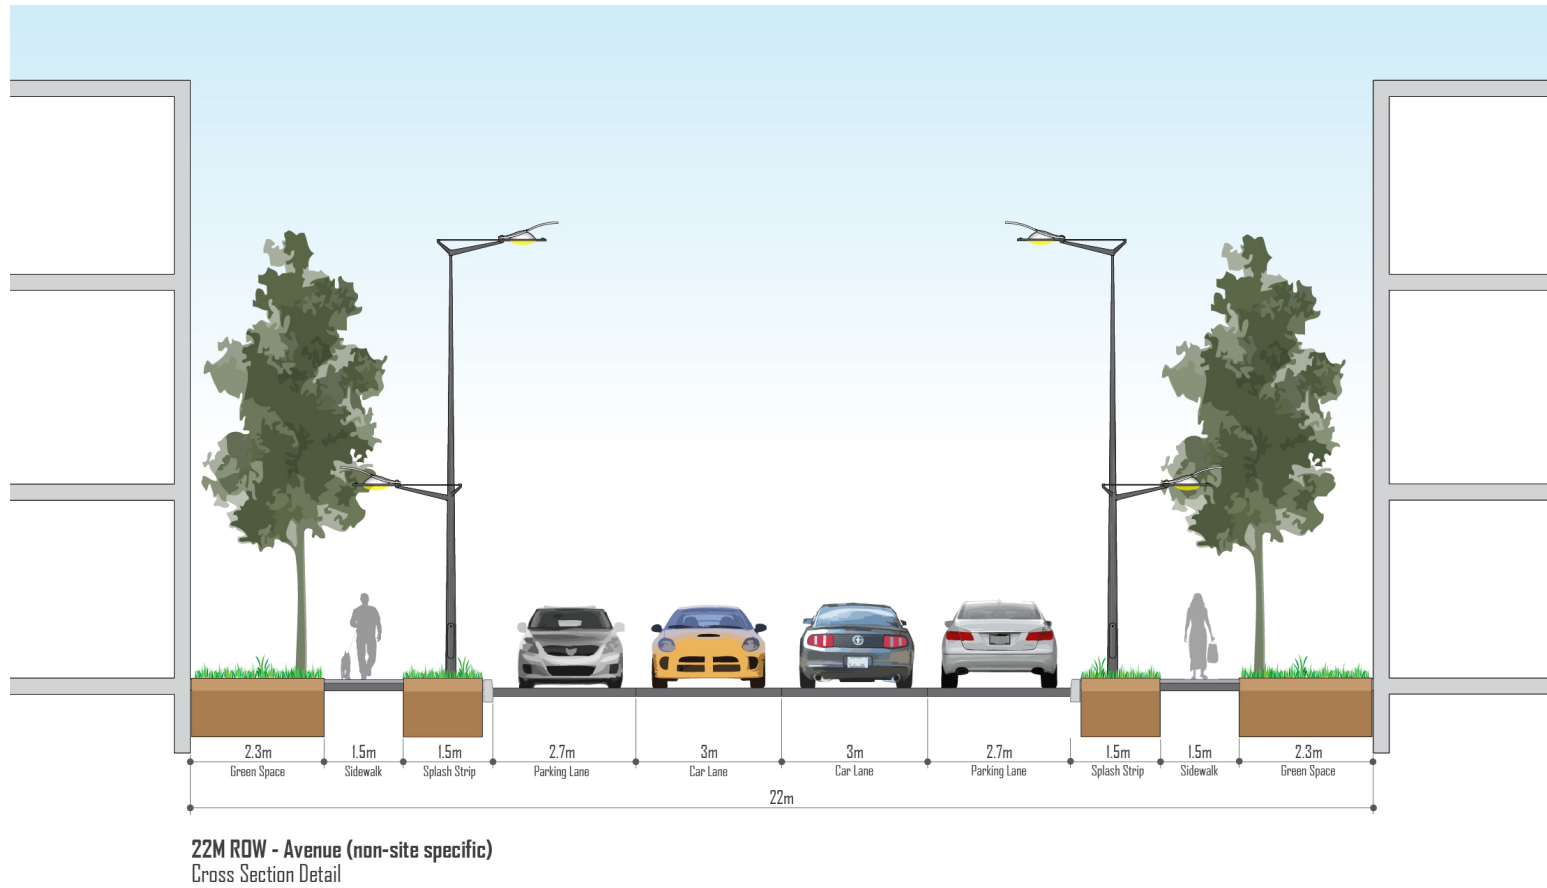 2.3m 1.5m 1.5m 2.7m 3m 3m 2.7m 1.5m 1.5m 2.3m
Green Space Sidewalk Splash Strip Parking Lane Car Lane Car Lane Parking Lane Splash Strip Sidewalk Green Space
22m
22M ROW - Avenue (non-site specific)
Cross Section Detail